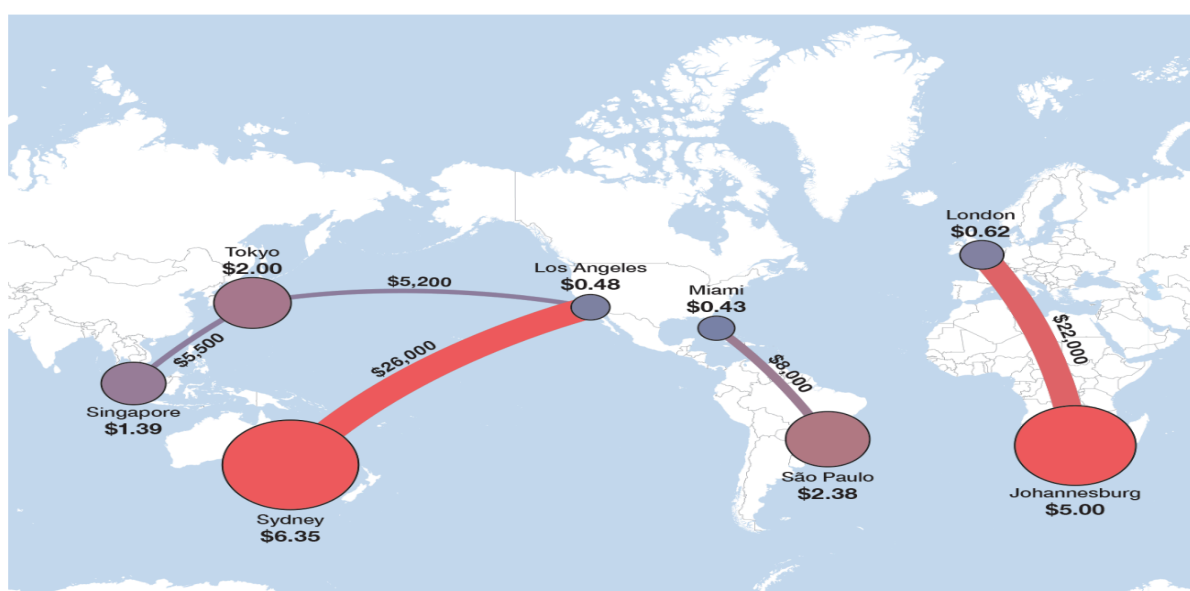 London
$0.62
Tokyo
$2.00
Los Angeles
$0.48
$5,200
Miami
$0.43
$5,500
$26,000
$8,000
$22,000
Singapore
$1.39
São Paulo
$2.38
Johannesburg
$5.00
Sydney
$6.35